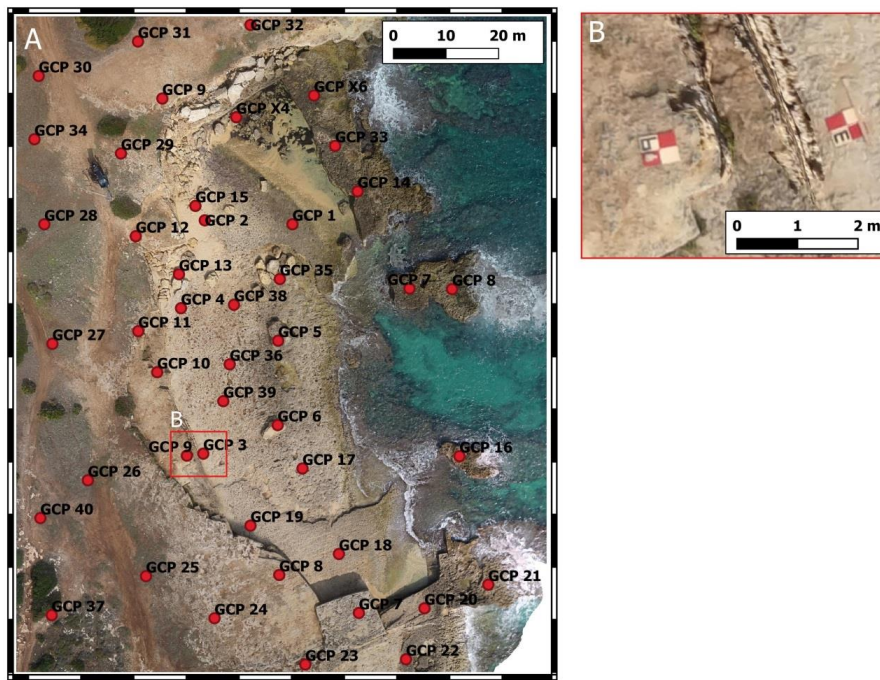 A
B
GCP 32
GCP 31
0 10 20 m
GCP 30
GCP 9
GCP X6
GCP X4
GCP 34
GCP 33
GCP 29
GCP 14
GCP 15
GCP 2
GCP 1
GCP 28
GCP 12
GCP 13
GCP 35
GCP 7
GCP 8
GCP 4
GCP 38
GCP 11
GCP 5
GCP 27
GCP 10
GCP 36
GCP 39
GCP 6
B
GCP 9
GCP 3
GCP 16
GCP 17
GCP 26
GCP 40
GCP 19
GCP 18
GCP 25
GCP 8
GCP 21
GCP 37
GCP 24
GCP 7
GCP 20
GCP 23
GCP 22
0 1 2 m